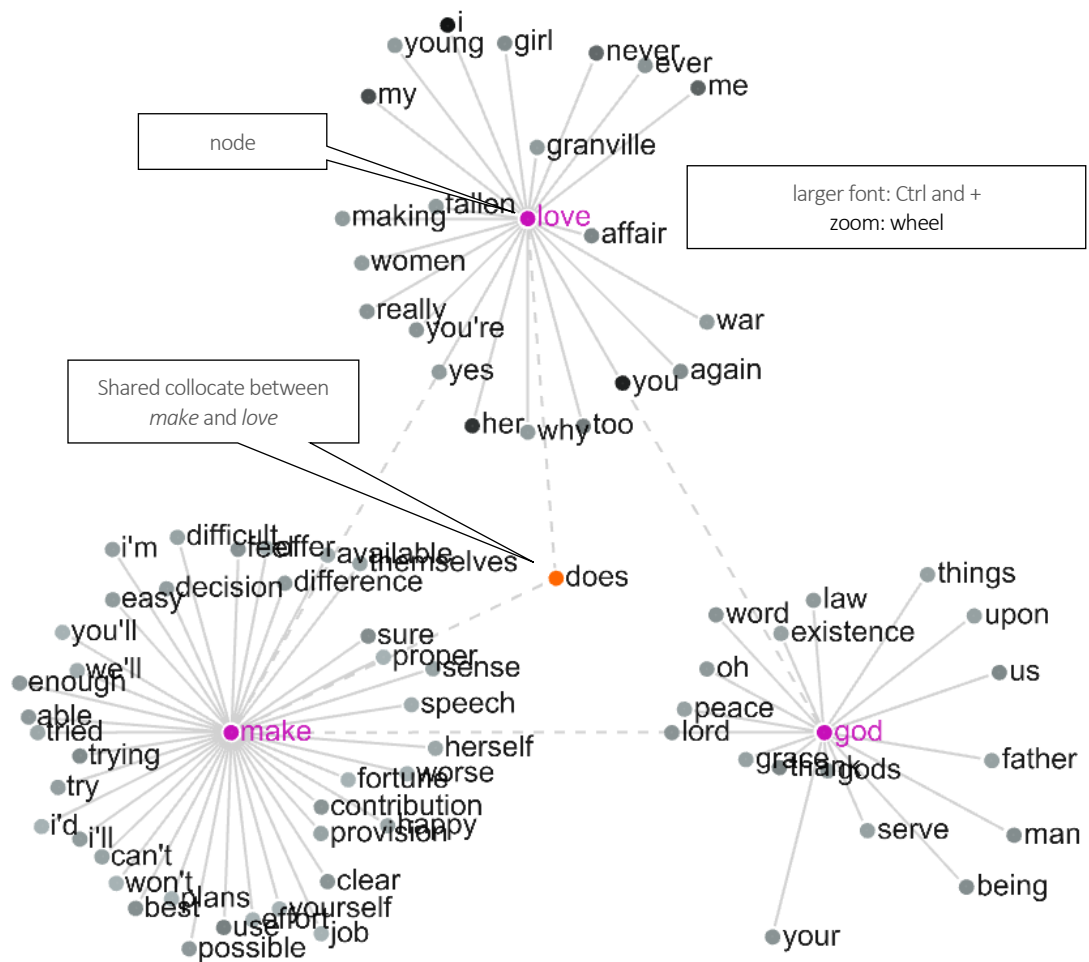 i
young
girl
never
ever
me
my
node
granville
larger font: Ctrl and +
zoom: wheel
fallen
making
love
affair
women
really
you're
war
yes
again
you
Shared collocate between
make and love
her
why
too
difficult
i'm
feel
differ
available
themselves
does
things
decision
difference
easy
law
word
upon
existence
you'll
sure
proper
we'll
sense
oh
us
enough
speech
peace
able
tried
make
lord
god
trying
herself
grace
thank
gods
father
worse
fortune
try
contribution
happy
i'd
i'll
provision
serve
man
can't
won't
clear
being
plans
best
yourself
effort
use
job
your
possible